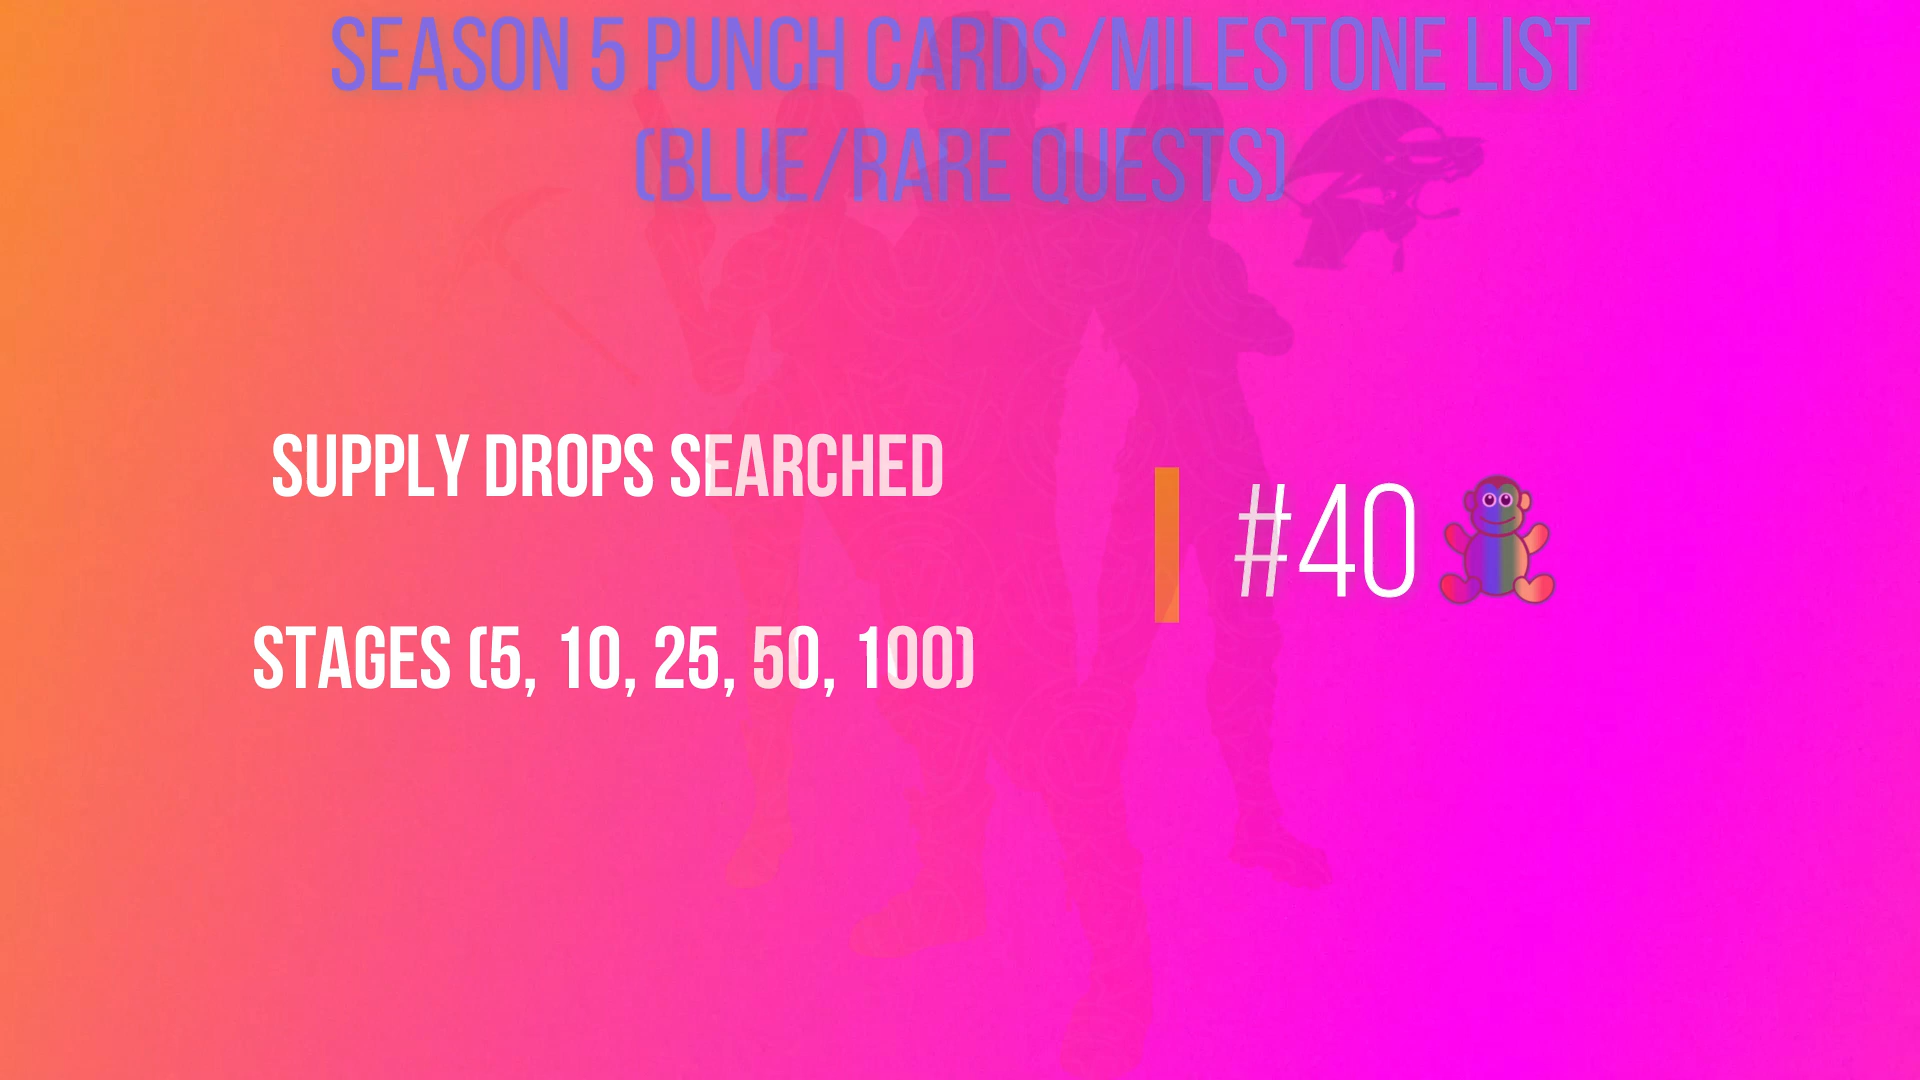 SEASON 5 PUNCH CARDS/MILESTONE LIST
(BLUE/RARE QUESTS)
SUPPLY DROPS SEARCHED
STAGES (5, 10, 25, 50, 100)
#40